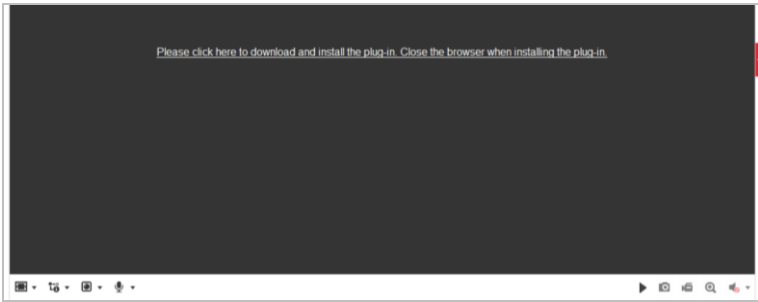 Please click here to download and install the plug-in. Close the browser when installing the plug-in.